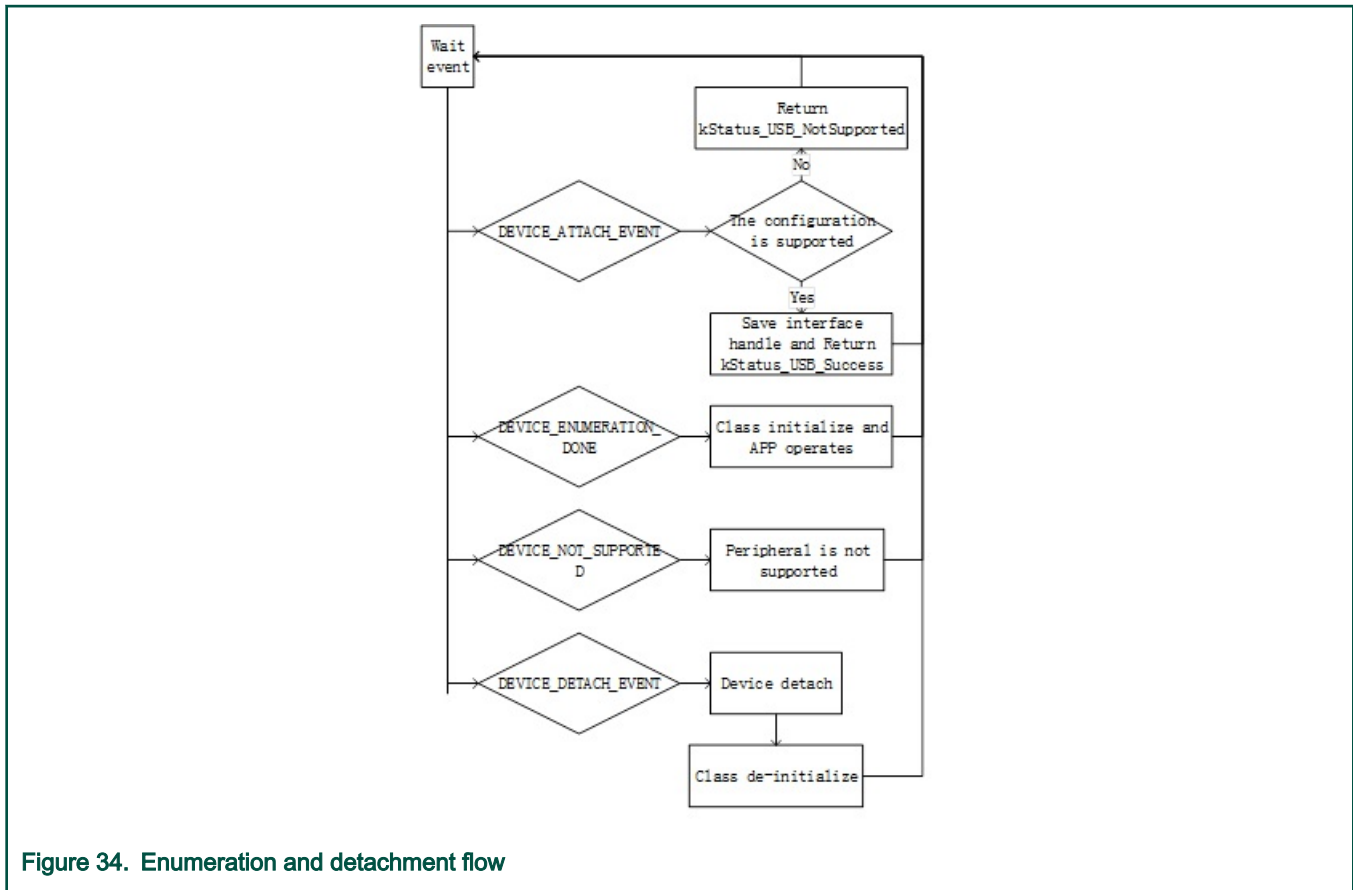 Wait
event
Return
kStatus_USB_NotSupported
No
DEVICE_ATTACH_EVENT
The configuration
is supported
Yes
Save interface
handle and Return
kStatus_USB_Success
DEVICE_ENUMERATION_
DONE
Class initialize and
APP operates
DEVICE_NOT_SUPPORTE
D
Peripheral is not
supported
DEVICE_DETACH_EVENT
Device detach
Class de-initialize
Figure 34. Enumeration and detachment flow